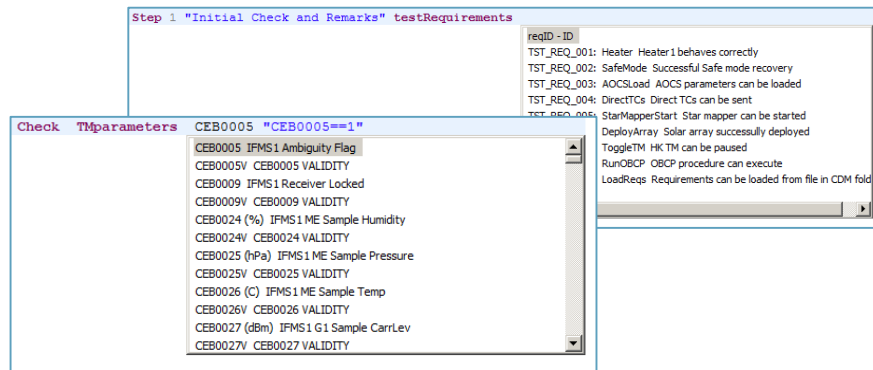 Step 1 "Initial Check and Remarks" testRequirements
reqID - ID
TST_REQ_001: Heater Heater1 behaves correctly
TST_REQ_002: SafeMode Successful Safe mode recovery
TST_REQ_003: AOCSLoad AOCS parameters can be loaded
TST_REQ_004: DirectTCs Direct TCs can be sent
TST_REQ_005: StarMapperStart Star mapper can be started
DeployArray Solar array successully deployed
ToggleTM HK TM can be paused
RunOBCP OBCP procedure can execute
LoadReqs Requirements can be loaded from file in CDM fold
Check TMparameters CEB0005 "CEB0005==1"
CEB0005 IFMS1 Ambiguity Flag
CEB0005V CEB0005 VALIDITY
CEB0009 IFMS1 Receiver Locked
CEB0009V CEB0009 VALIDITY
CEB0024 (%) IFMS1 ME Sample Humidity
CEB0024V CEB0024 VALIDITY
CEB0025 (hPa) IFMS1 ME Sample Pressure
CEB0025V CEB0025 VALIDITY
CEB0026 (C) IFMS1 ME Sample Temp
CEB0026V CEB0026 VALIDITY
CEB0027 (dBm) IFMS1 G1 Sample CarrLev
CEB0027V CEB0027 VALIDITY